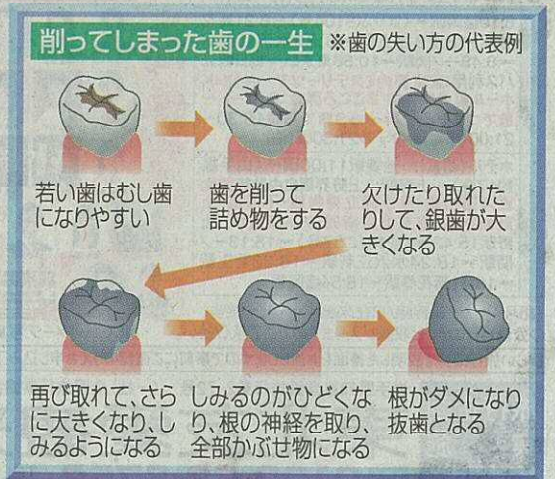 削ってしまった歯の一生 ※歯の失い方の代表例
若い歯はむし歯
になりやすい
歯を削って
詰め物をする
欠けたり取れた
りして、銀歯が大
きくなる
再び取れて、さら
に大きくなり、し
みるようになる
しみるのがひどくな
り、根の神経を取り、
全部かぶせ物になる
根がダメになり
抜歯となる